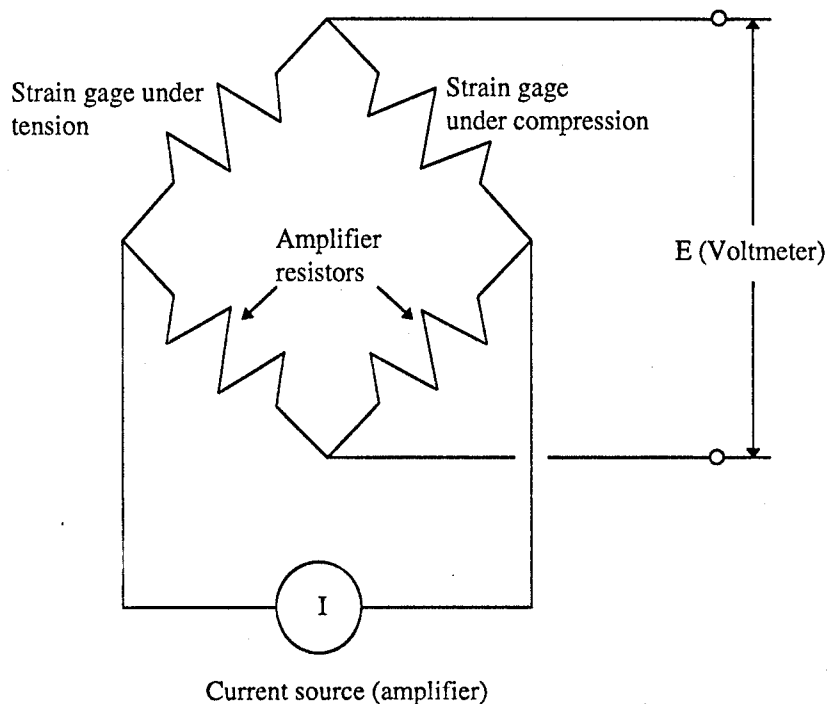 Strain gage under
tension
Strain gage
under compression
Amplifier
resistors
E (Voltmeter)
I
Current source (amplifier)